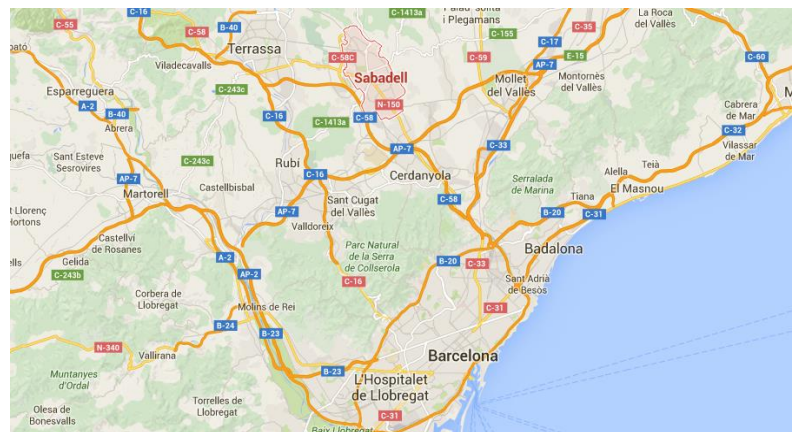 C-16
C-1413a
Palau-solità
i Plegamans
C-35
La Roca
del Vallès
C-55
C-58
B-40
Terrassa
C-155
C-17
E-15
C-60
Viladecavalls
C-58C
Sabadell
C-59
AP-7
Mollet
del Vallès
Montornès
del Vallès
Esparreguera
A-2
B-40
Abrera
C-243c
C-16
N-150
C-58
C-1413a
Cabrera
de Mar
C-32
Vilassar
de Mar
Sant Esteve
Sesrovires
C-243c
Rubí
AP-7
C-33
Cerdanyola
Serralada
de Marina
Alella
Teià
El Masnou
AP-7
Martorell
Castellbisbal
C-16
Sant Cugat
del Vallès
C-58
Tiana
B-20
C-31
t Llorenç
Hortons
AP-7
Valldoreix
Castellví
de Rosanes
Parc Natural
de la Serra
de Collserola
Badalona
Gelida
C-243b
A-2
AP-2
B-20
C-33
C-16
Sant Adrià
de Besòs
Corbera de
Llobregat
Molins de Rei
C-31
B-24
B-23
N-340
Vallirana
Barcelona
B-23
L'Hospitalet
de Llobregat
Muntanyes
d'Ordal
Torrelles de
Llobregat
C-31
Olesa de
Bonesvalls
Baix Llobregat